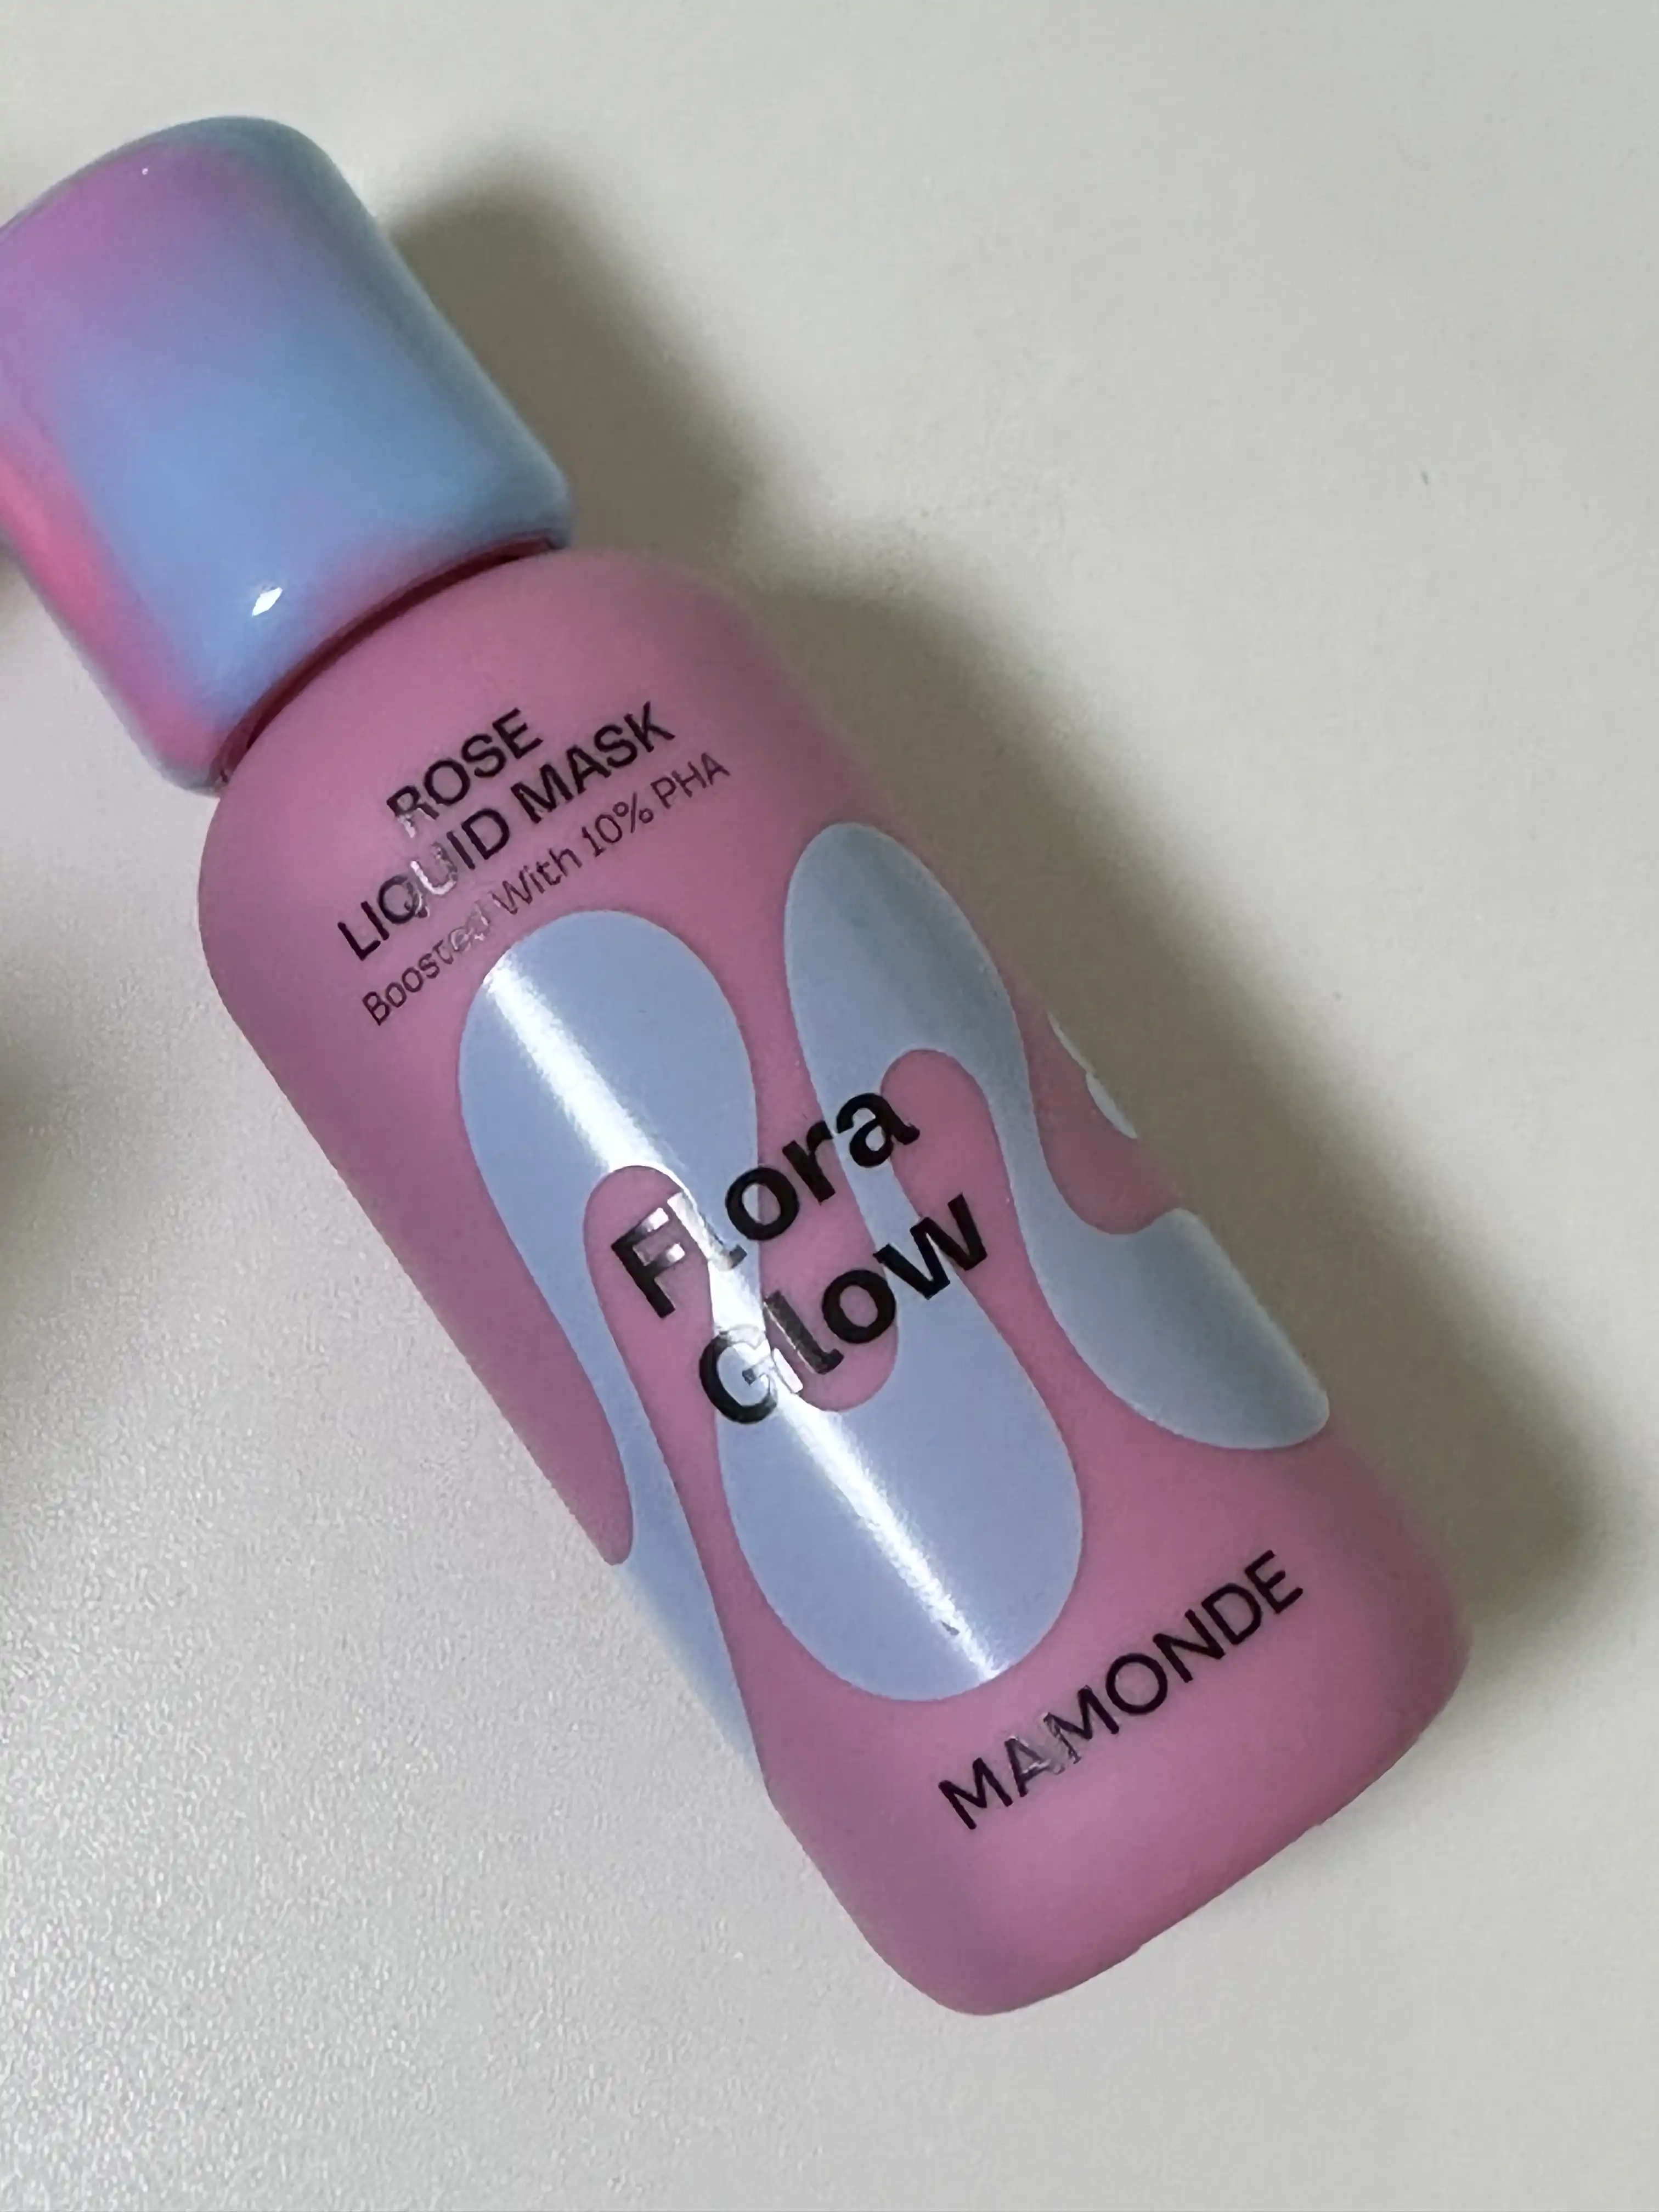 ROSE
LIQUID MASK
Boosted With 10% PHA
Flora
Glow
MAMONDE